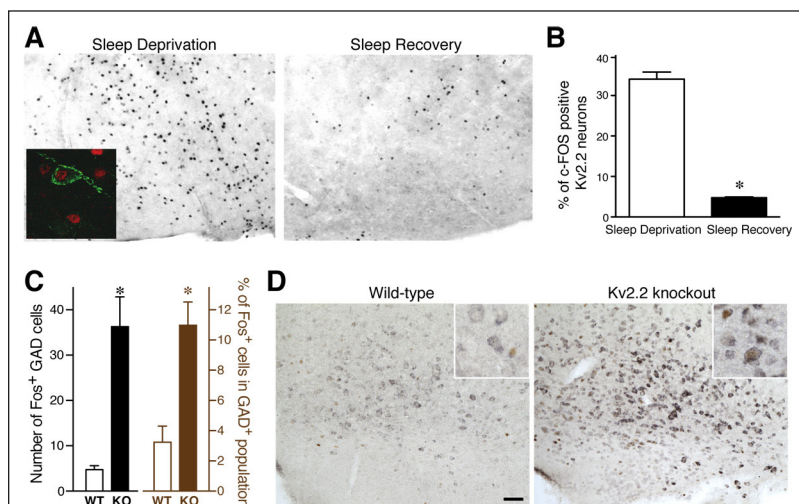 A
Sleep Deprivation
Sleep Recovery
B
% of c-FOS positive
Kv2.2 neurons
40
30
20
10
0
*
Sleep Deprivation Sleep Recovery
C
Number of Fos+ GAD cells
40
30
20
10
0
*
*
WT KO WT KO
12
10
8
6
4
2
0
% of Fos+ cells in GAD+ population
D
Wild-type
Kv2.2 knockout